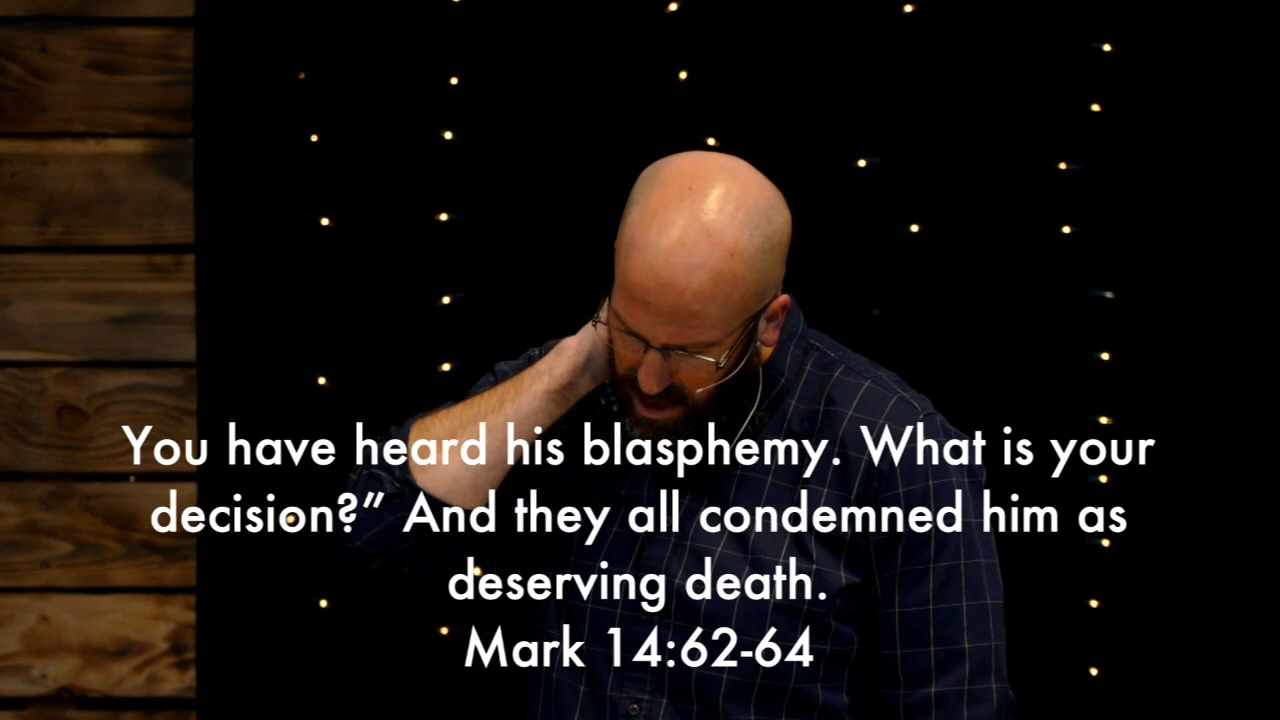 You have heard his blasphemy. What is your
decision?” And they all condemned him as
deserving death.
Mark 14:62-64